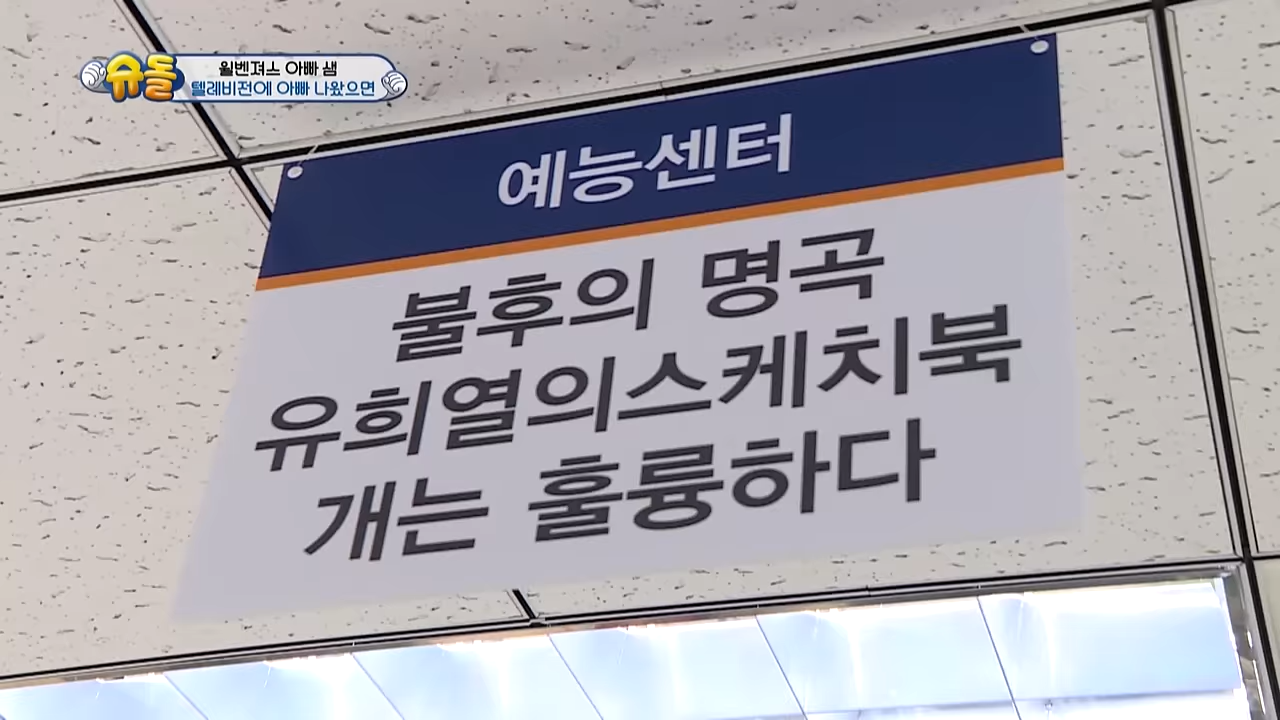 슈돌
윌벤져스 아빠 샘
텔레비전에 아빠 나왔으면
예능센터
불후의 명곡
유희열의스케치북
개는 훌륭하다